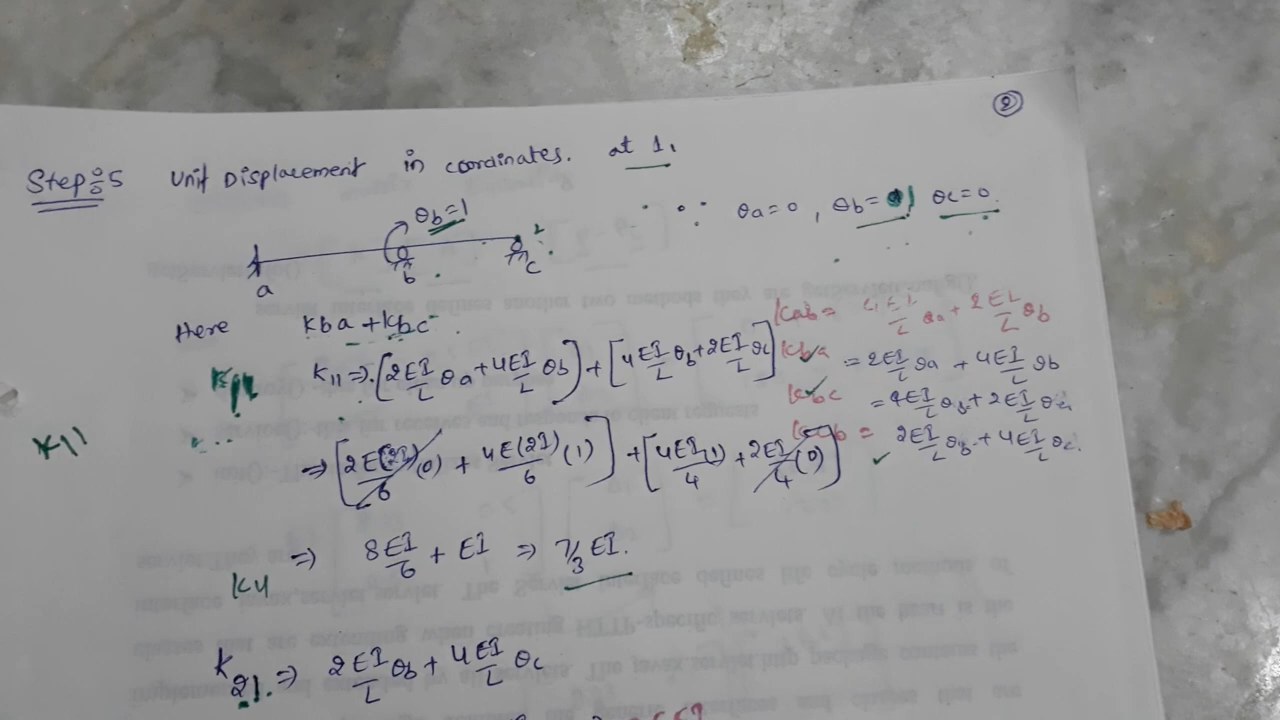 ②
Step:5 Unit Displacement in coordinates. at 1.
θb=1
∴ θa=0, θb=1 θc=0.
a b c 2
Here kba + kbc
kab = 4EI/L θa + 2EI/L θb
K11 ⇒ [2EI/L θa + 4EI/L θb] + [4EI/L θb + 2EI/L θc]
kba = 2EI/L θa + 4EI/L θb
kbc = 4EI/L θb + 2EI/L θc
K11
⇒ [2E(2I)/6 (0) + 4E(2I)/6 (1)] + [4EI/4 (1) + 2EI/4 (0)]
kcb = 2EI/L θb + 4EI/L θc.
⇒ 8EI/6 + EI ⇒ 7/3 EI.
K11
K21. ⇒ 2EI/L θb + 4EI/L θc